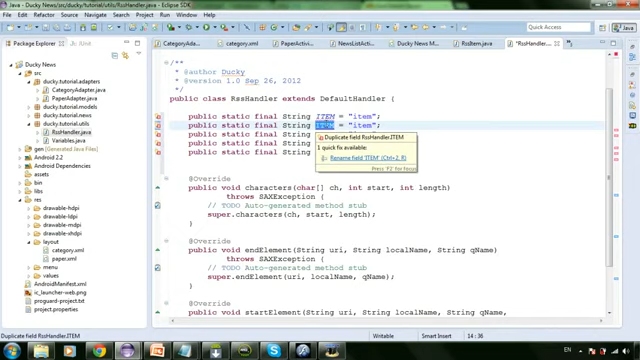 Java - Ducky News/src/ducky/tutorial/utils/RssHandler.java - Eclipse SDK
File Edit Refactor Source Navigate Search Project Run Window Help
Quick Access
Java
Package Explorer
JUnit
Ducky News
src
ducky.tutorial.adapters
CategoryAdapter.java
PaperAdapter.java
ducky.tutorial.news
ducky.tutorial.utils
RssHandler.java
gen [Generated Java Files]
Android 2.2
Android Dependencies
assets
bin
libs
res
drawable-hdpi
drawable-ldpi
drawable-mdpi
drawable-xhdpi
layout
category.xml
paper.xml
menu
values
AndroidManifest.xml
ic_launcher-web.png
proguard-project.txt
CategoryAda...
category.xml
PaperActivi...
NewsListActi...
Ducky News M...
RssItem.java
*RssHandler....
/**
* @author Ducky
* @version 1.0 Sep 26, 2012
public class RssHandler extends DefaultHandler {
public static final String ITEM = "item";
public static final String ITEM = "item";
public static final String
public static final String
public static final String
Duplicate field RssHandler.ITEM
1 quick fix available:
Rename field 'ITEM' (Ctrl+2, R)
Press 'F2' for focus
@Override
public void characters(char[] ch, int start, int length)
throws SAXException {
// TODO Auto-generated method stub
super.characters(ch, start, length);
}
@Override
public void endElement(String uri, String localName, String qName)
throws SAXException {
// TODO Auto-generated method stub
super.endElement(uri, localName, qName);
}
@Override
public void startElement(String uri, String localName, String qName,
Duplicate field RssHandler.ITEM
Writable
Smart Insert
14 : 36
EN